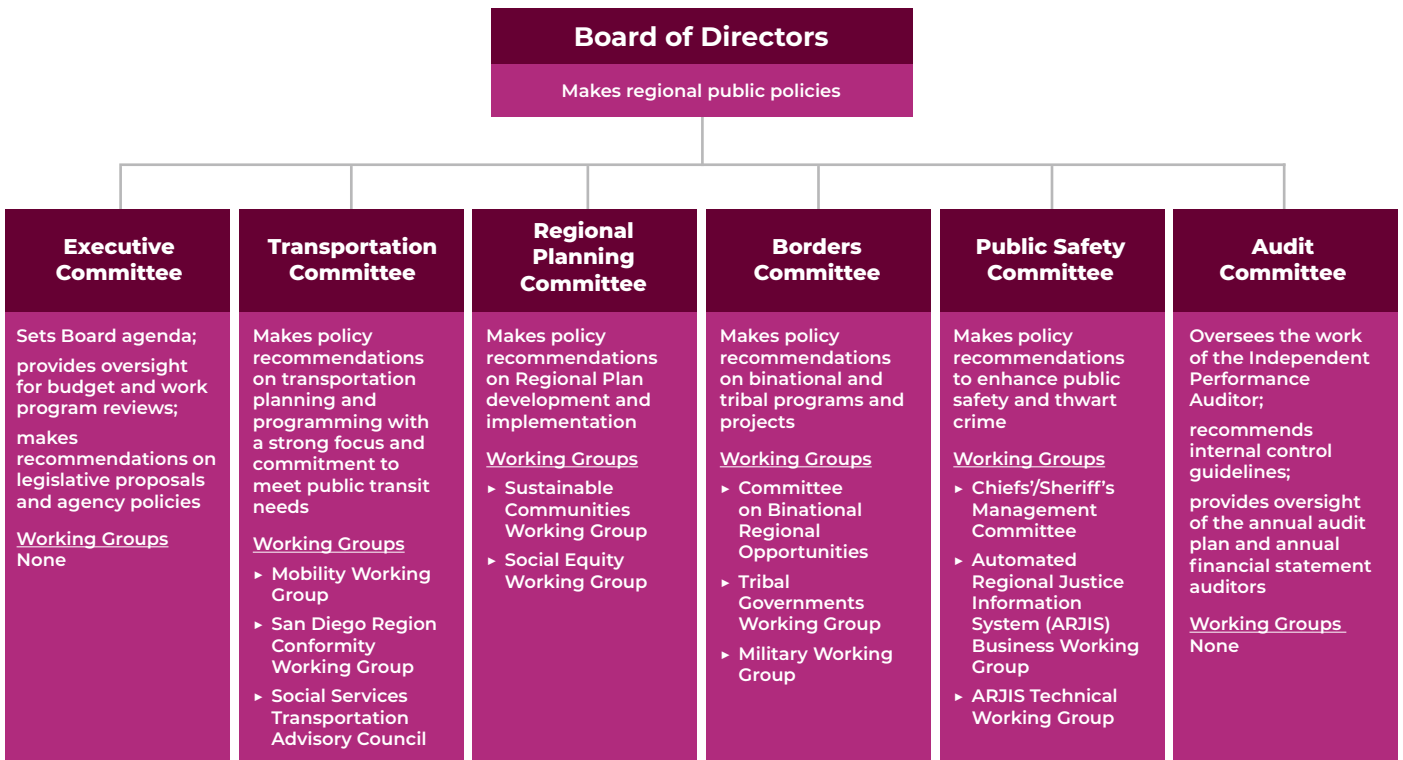 Board of Directors
Makes regional public policies
Executive
Committee
Sets Board agenda;
provides oversight
for budget and work
program reviews;
makes
recommendations on
legislative proposals
and agency policies
Working Groups
None
Transportation
Committee
Makes policy
recommendations
on transportation
planning and
programming with
a strong focus and
commitment to
meet public transit
needs
Working Groups
▸ Mobility Working
Group
▸ San Diego Region
Conformity
Working Group
▸ Social Services
Transportation
Advisory Council
Regional
Planning
Committee
Makes policy
recommendations
on Regional Plan
development and
implementation
Working Groups
▸ Sustainable
Communities
Working Group
▸ Social Equity
Working Group
Borders
Committee
Makes policy
recommendations
on binational and
tribal programs and
projects
Working Groups
▸ Committee
on Binational
Regional
Opportunities
▸ Tribal
Governments
Working Group
▸ Military Working
Group
Public Safety
Committee
Makes policy
recommendations
to enhance public
safety and thwart
crime
Working Groups
▸ Chiefs’/Sheriff’s
Management
Committee
▸ Automated
Regional Justice
Information
System (ARJIS)
Business Working
Group
▸ ARJIS Technical
Working Group
Audit
Committee
Oversees the work
of the Independent
Performance
Auditor;
recommends
internal control
guidelines;
provides oversight
of the annual audit
plan and annual
financial statement
auditors
Working Groups
None